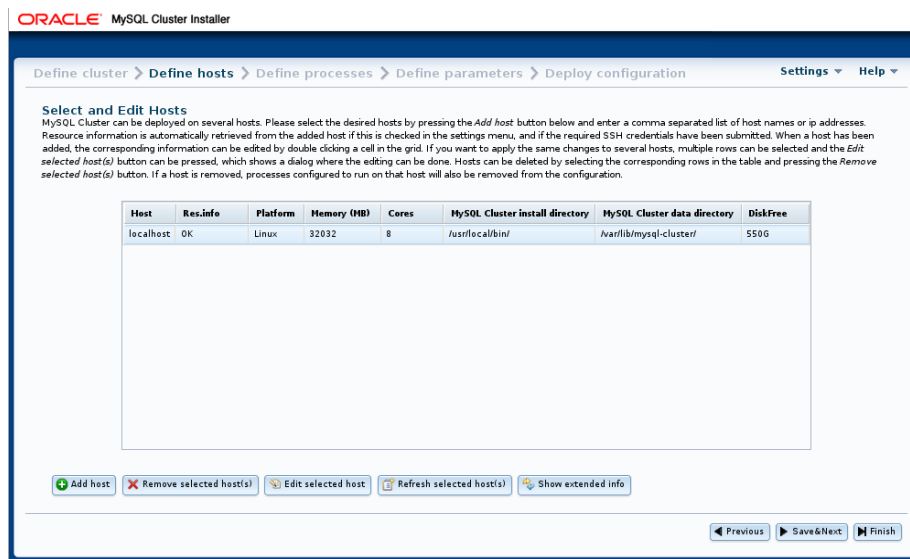 ORACLE MySQL Cluster Installer
Define cluster Define hosts Define processes Define parameters Deploy configuration Settings Help
Select and Edit Hosts
MySQL Cluster can be deployed on several hosts. Please select the desired hosts by pressing the Add host button below and enter a comma separated list of host names or ip addresses.
Resource information is automatically retrieved from the added host if this is checked in the settings menu, and if the required SSH credentials have been submitted. When a host has been
added, the corresponding information can be edited by double clicking a cell in the grid. If you want to apply the same changes to several hosts, multiple rows can be selected and the Edit
selected host(s) button can be pressed, which shows a dialog where the editing can be done. Hosts can be deleted by selecting the corresponding rows in the table and pressing the Remove
selected host(s) button. If a host is removed, processes configured to run on that host will also be removed from the configuration.
Host Res.info Platform Memory (MB) Cores MySQL Cluster install directory MySQL Cluster data directory DiskFree
localhost OK Linux 32032 8 /usr/local/bin/ /var/lib/mysql-cluster/ 550G
Add host Remove selected host(s) Edit selected host Refresh selected host(s) Show extended info
Previous Save&Next Finish